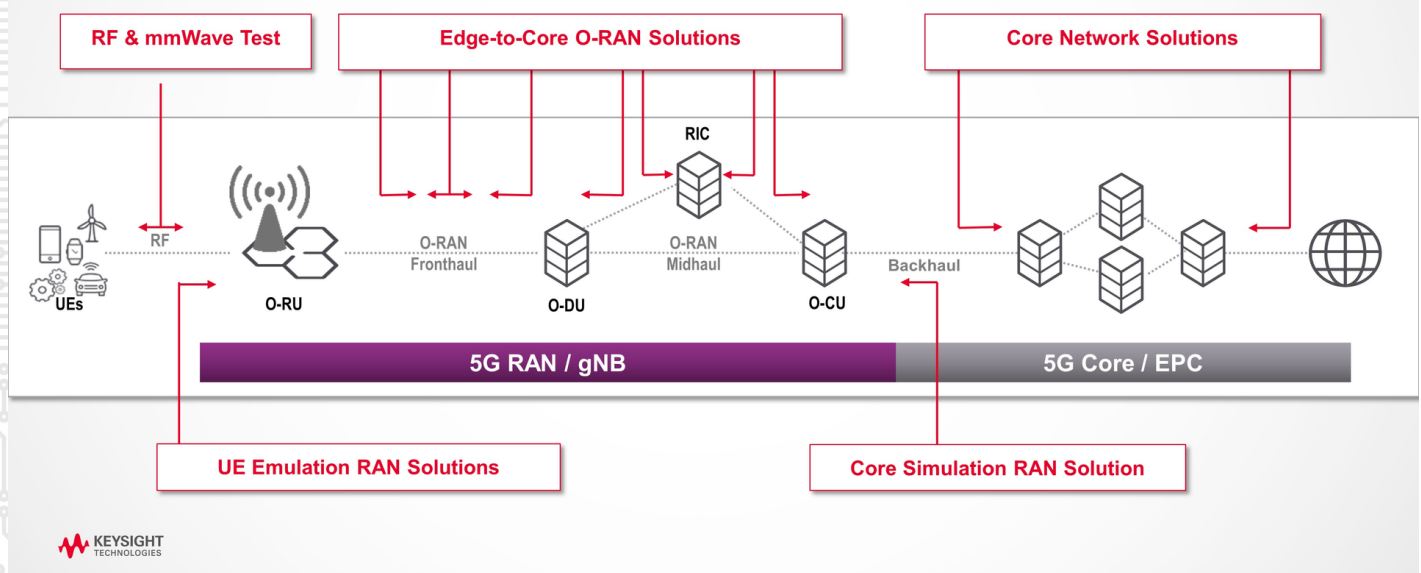 RF & mmWave Test
Edge-to-Core O-RAN Solutions
Core Network Solutions
RIC
RF
O-RAN
Fronthaul
O-RAN
Midhaul
Backhaul
UEs
O-RU
O-DU
O-CU
5G RAN / gNB
5G Core / EPC
UE Emulation RAN Solutions
Core Simulation RAN Solution
KEYSIGHT
TECHNOLOGIES